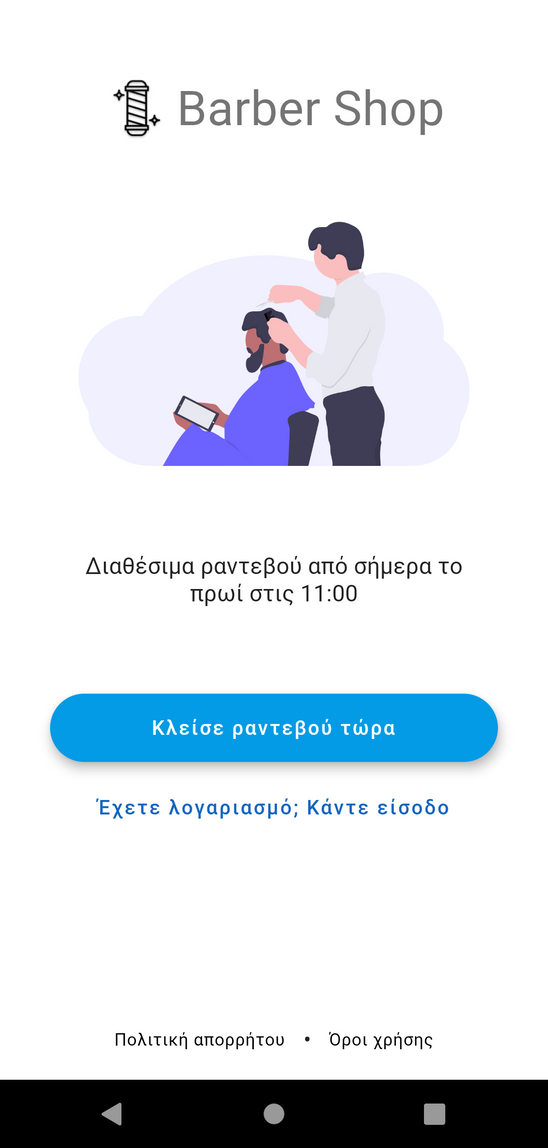 Barber Shop
Διαθέσιμα ραντεβού από σήμερα το
πρωί στις 11:00
Κλείσε ραντεβού τώρα
Έχετε λογαριασμό; Κάντε είσοδο
Πολιτική απορρήτου • Όροι χρήσης